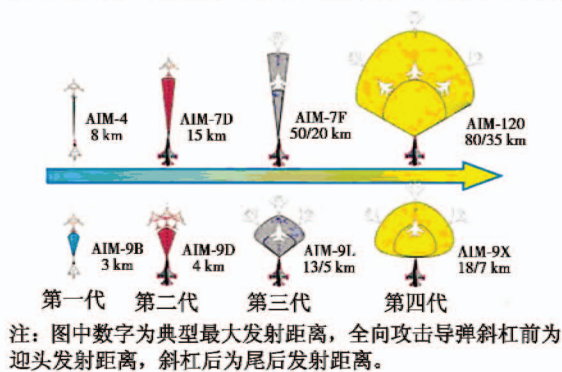 AIM-4
8 km
AIM-7D
15 km
AIM-7F
50/20 km
AIM-120
80/35 km
AIM-9B
3 km
AIM-9D
4 km
AIM-9L
13/5 km
AIM-9X
18/7 km
第一代
第二代
第三代
第四代
注：图中数字为典型最大发射距离，全向攻击导弹斜杠前为
迎头发射距离，斜杠后为尾后发射距离。